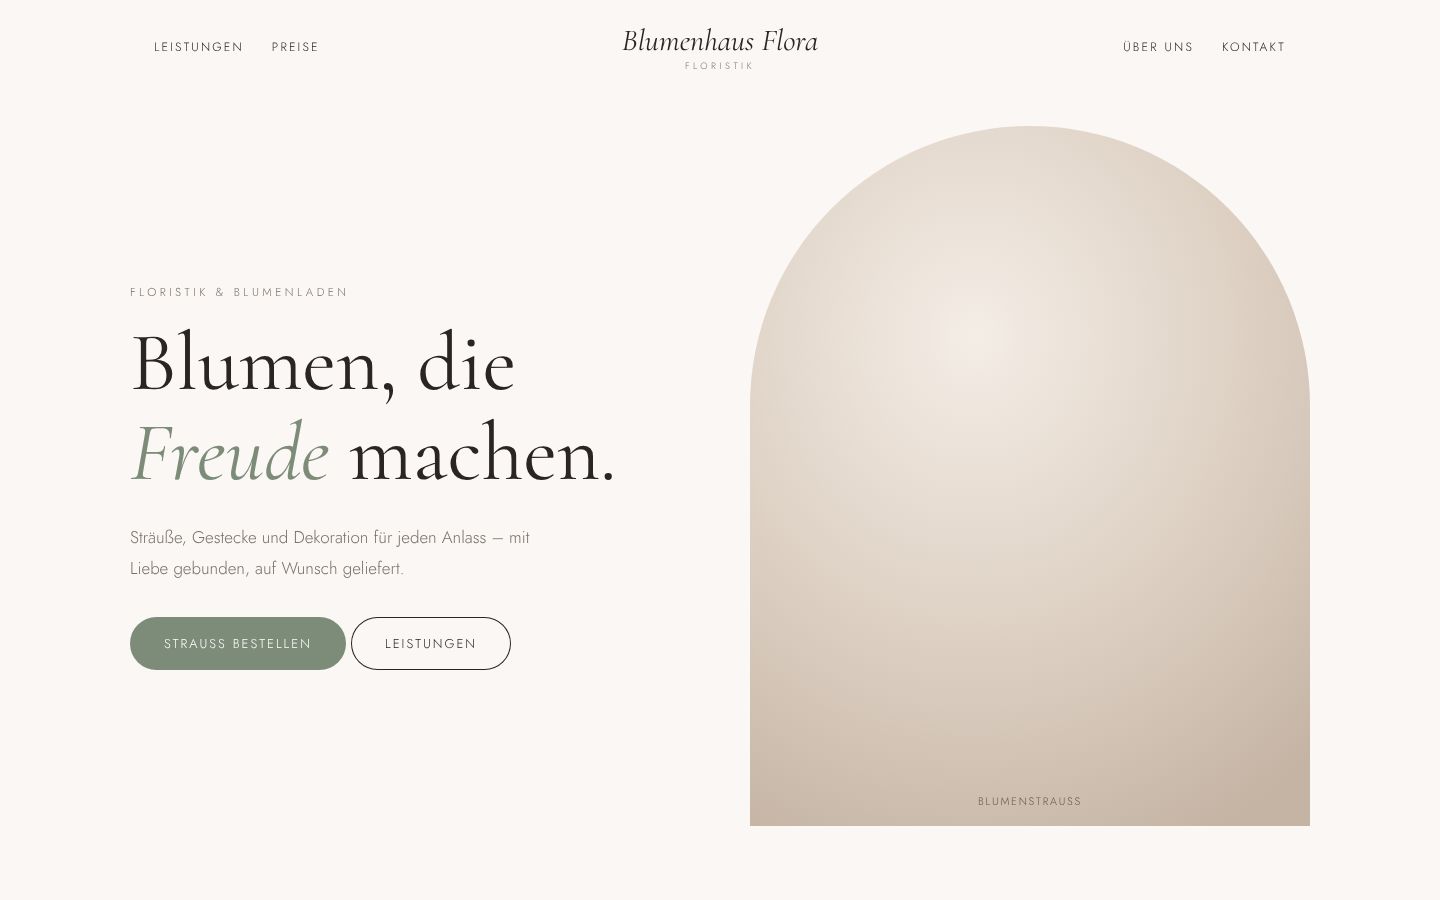 LEISTUNGEN PREISE
Blumenhaus Flora
FLORISTIK
ÜBER UNS KONTAKT
FLORISTIK & BLUMENLADEN
Blumen, die
Freude machen.
Sträuße, Gestecke und Dekoration für jeden Anlass – mit
Liebe gebunden, auf Wunsch geliefert.
STRAUSS BESTELLEN
LEISTUNGEN
BLUMENSTRAUSS